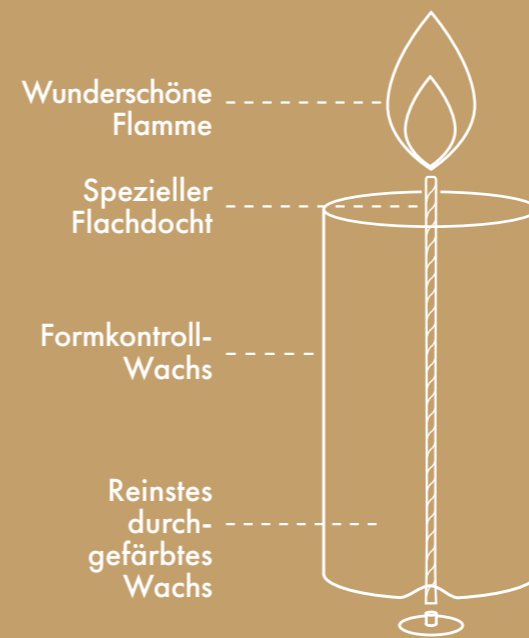 Wunderschöne
Flamme
Spezieller
Flachdocht
Formkontroll-
Wachs
Reinstes
durch-
gefärbtes
Wachs